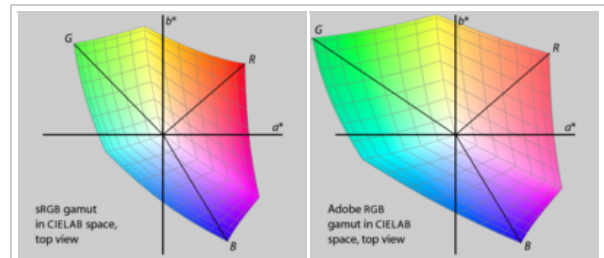 b*
G
R
a*
sRGB gamut
in CIELAB space,
top view
B
b*
G
R
a*
Adobe RGB
gamut in CIELAB
space, top view
B